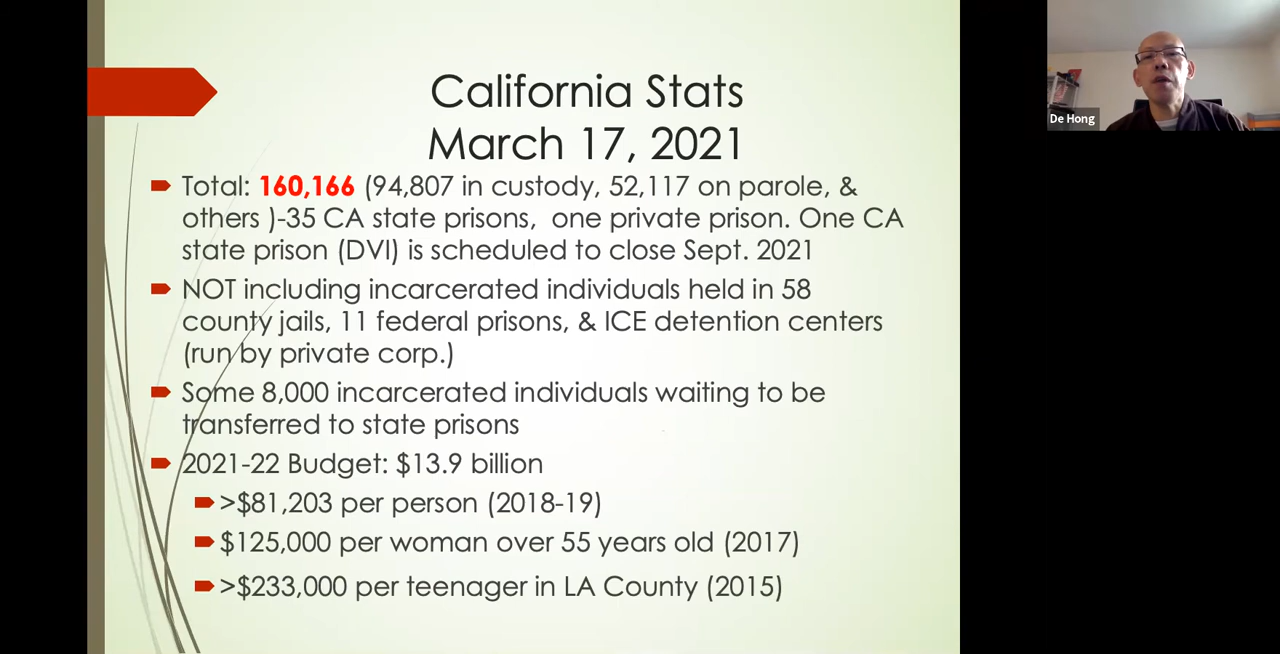 California Stats
March 17, 2021
Total: 160,166 (94,807 in custody, 52,117 on parole, &
others )-35 CA state prisons, one private prison. One CA
state prison (DVI) is scheduled to close Sept. 2021
NOT including incarcerated individuals held in 58
county jails, 11 federal prisons, & ICE detention centers
(run by private corp.)
Some 8,000 incarcerated individuals waiting to be
transferred to state prisons
2021-22 Budget: $13.9 billion
>$81,203 per person (2018-19)
$125,000 per woman over 55 years old (2017)
>$233,000 per teenager in LA County (2015)
De Hong